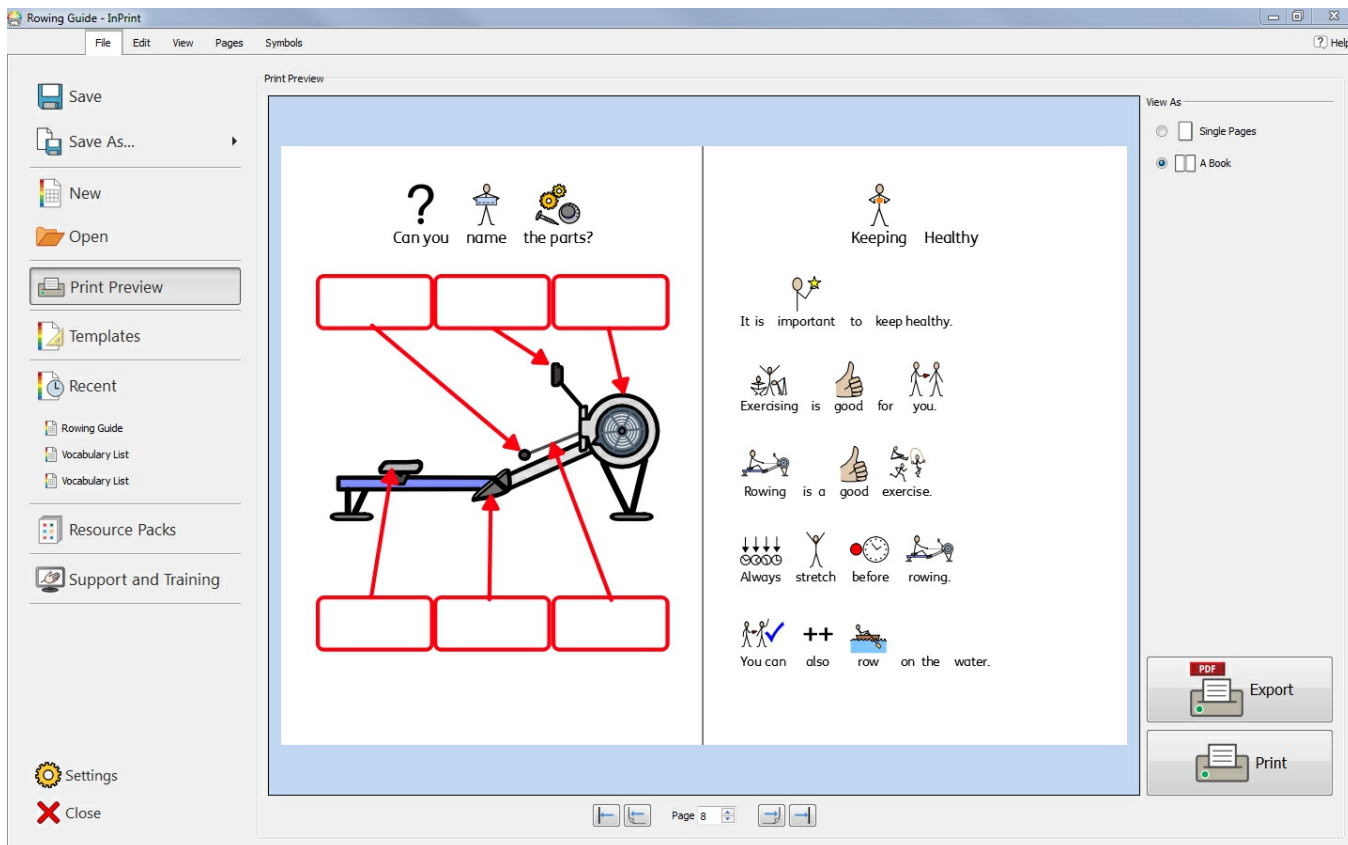 Rowing Guide - InPrint
File Edit View Pages Symbols
Help
Save
Save As...
New
Open
Print Preview
Templates
Recent
Rowing Guide
Vocabulary List
Vocabulary List
Resource Packs
Support and Training
Settings
Close
Print Preview
?
Can you name the parts?
Keeping Healthy
It is important to keep healthy.
Exercising is good for you.
Rowing is a good exercise.
Always stretch before rowing.
++
You can also row on the water.
Page 8
View As
Single Pages
A Book
PDF
Export
Print